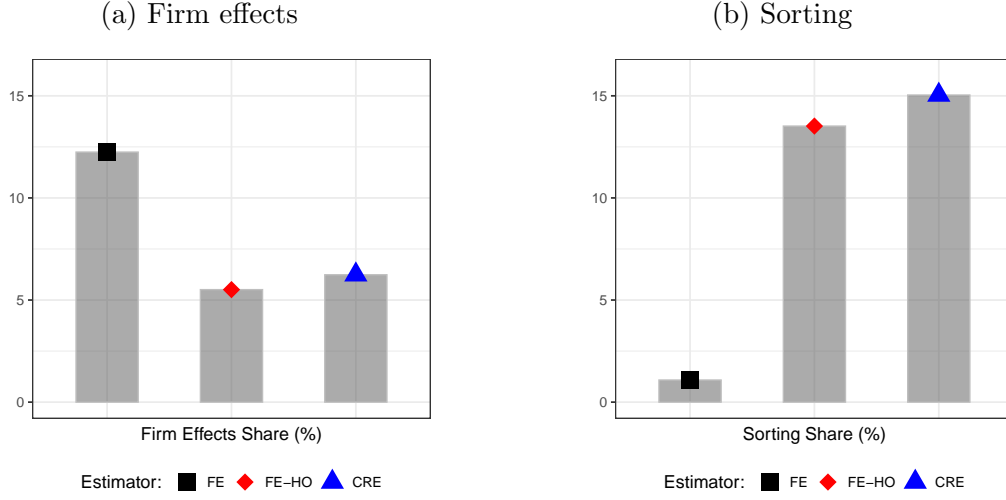 (a) Firm effects
15
10
5
0
Firm Effects Share (%)
Estimator: FE FE−HO CRE
(b) Sorting
15
10
5
0
Sorting Share (%)
Estimator: FE FE−HO CRE